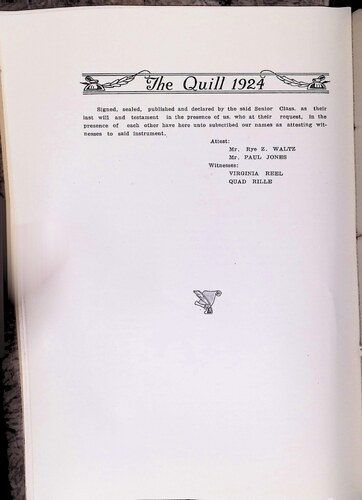 The Quill 1924
Signed, sealed, published and declared by the said Senior Class, as their
last will and testament in the presence of us, who at their request, in the
presence of each other have here unto subscribed our names as attesting wit-
nesses to said instrument.
Attest:
Mr. Rye Z. WALTZ
Mr. PAUL JONES
Witnesses:
VIRGINIA REEL
QUAD RILLE